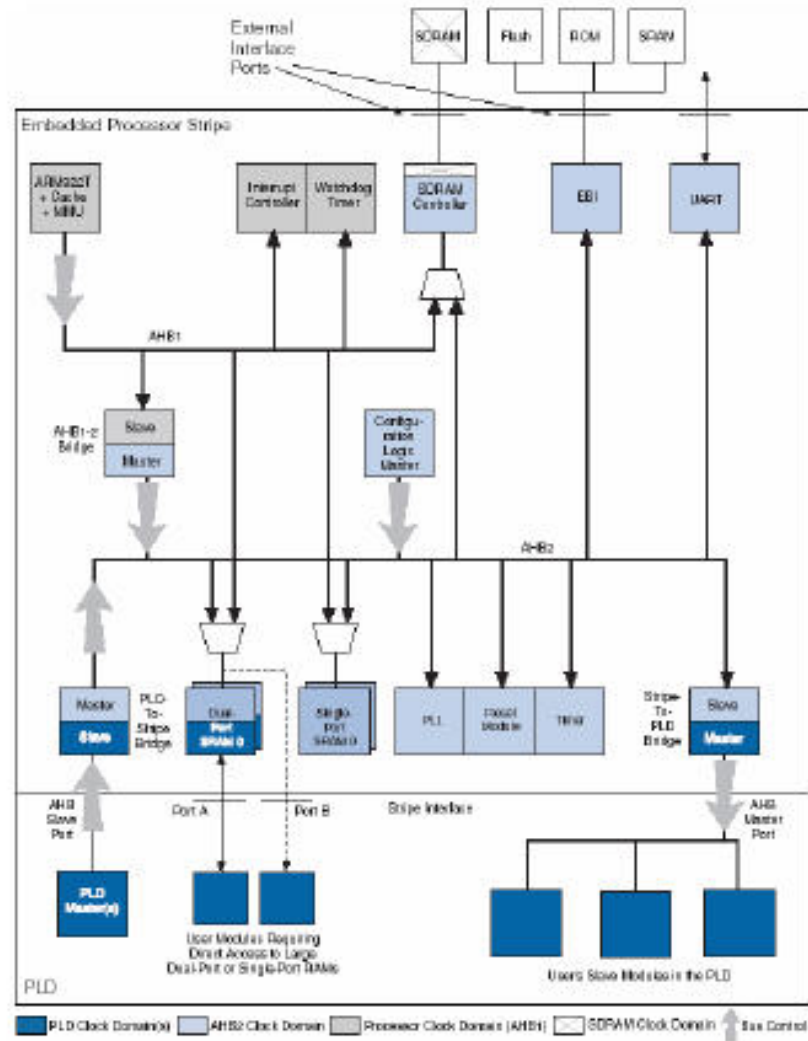 External
Interface
Ports
SDRAM
Flash
ROM
SRAM
Embedded Processor Stripe
ARM922T
+ Cache
+ MMU
Interrupt
Controller
Watchdog
Timer
SDRAM
Controller
EBI
UART
AHB1
AHB1-2
Bridge
Slave
Master
Configu-
ration
Logic
Master
AHB2
Master
Slave
PLD-
To-
Stripe
Bridge
Dual-
Port
SRAM 0
Single-
Port
SRAM 0
PLL
Reset
Module
Timer
Stripe-
To-
PLD
Bridge
Slave
Master
AHB
Slave
Port
Port A
Port B
Stripe Interface
AHB
Master
Port
PLD
Master(s)
User Modules Requiring
Direct Access to Large
Dual-Port or Single-Port RAMs
User's Slave Modules in the PLD
PLD
PLD Clock Domain(s)
AHB2 Clock Domain
Processor Clock Domain (AHB1)
SDRAM Clock Domain
Bus Control